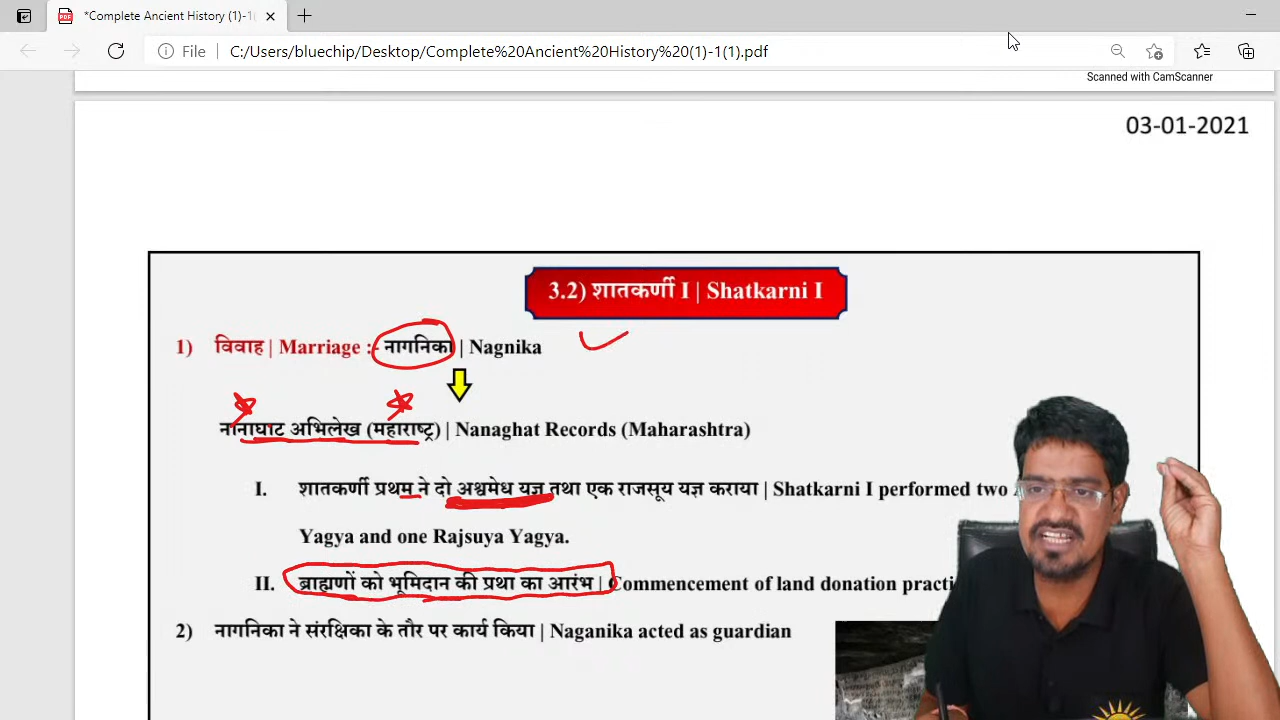 *Complete Ancient History (1)-1(
File C:/Users/bluechip/Desktop/Complete%20Ancient%20History%20(1)-1(1).pdf
Scanned with CamScanner
03-01-2021
3.2) शातकर्णी I | Shatkarni I
1) विवाह | Marriage :- नागनिका | Nagnika
नानाघाट अभिलेख (महाराष्ट्र) | Nanaghat Records (Maharashtra)
I. शातकर्णी प्रथम ने दो अश्वमेध यज्ञ तथा एक राजसूय यज्ञ कराया | Shatkarni I performed two
Yagya and one Rajsuya Yagya.
II. ब्राह्मणों को भूमिदान की प्रथा का आरंभ | Commencement of land donation practi
2) नागनिका ने संरक्षिका के तौर पर कार्य किया | Naganika acted as guardian